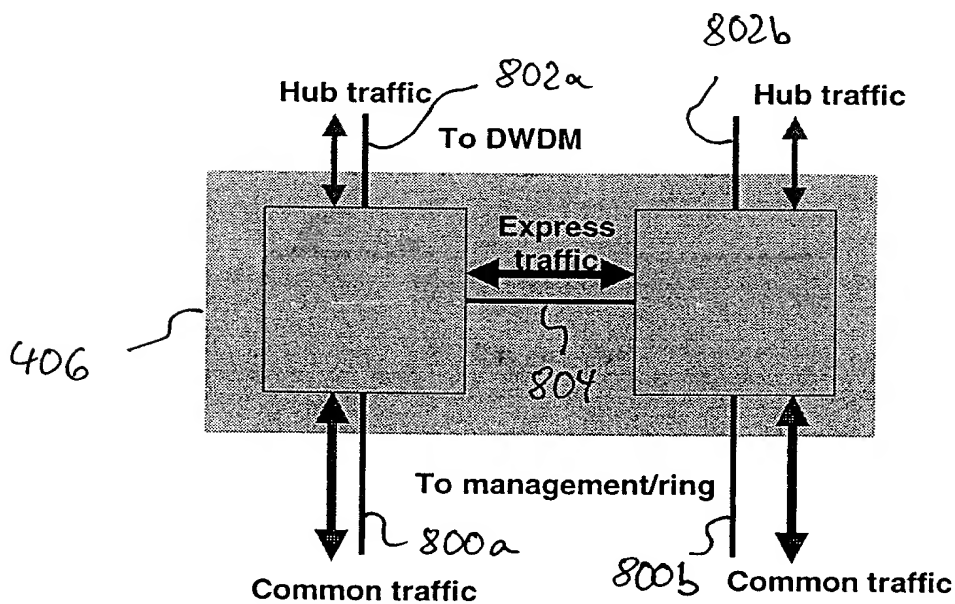 802a
802b
Hub traffic
Hub traffic
To DWDM
Express
traffic
406
804
To management/ring
800a
800b
Common traffic
Common traffic